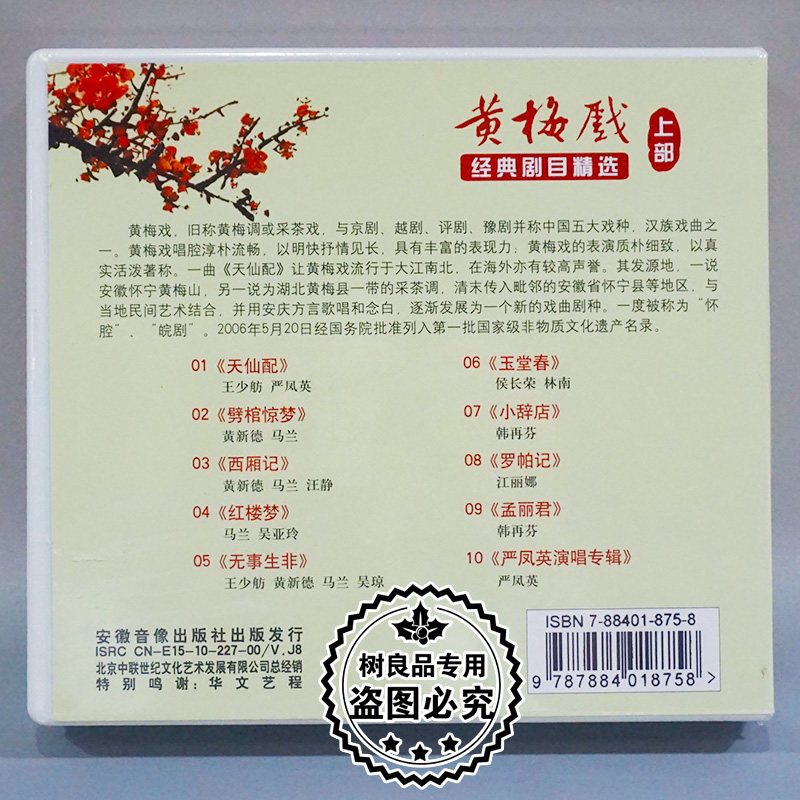 黄梅戏
上部
经典剧目精选
黄梅戏，旧称黄梅调或采茶戏，与京剧、越剧、评剧、豫剧并称中国五大戏种，汉族戏曲之
一。黄梅戏唱腔淳朴流畅，以明快抒情见长，具有丰富的表现力；黄梅戏的表演质朴细致，以真
实活泼著称。一曲《天仙配》让黄梅戏流行于大江南北，在海外亦有较高声誉。其发源地，一说
安徽怀宁黄梅山，另一说为湖北黄梅县一带的采茶调，清末传入毗邻的安徽省怀宁县等地区，与
当地民间艺术结合，并用安庆方言歌唱和念白，逐渐发展为一个新的戏曲剧种。一度被称为“怀
腔”、“皖剧”。2006年5月20日经国务院批准列入第一批国家级非物质文化遗产名录。
01《天仙配》
王少舫 严凤英
02《劈棺惊梦》
黄新德 马兰
03《西厢记》
黄新德 马兰 汪静
04《红楼梦》
马兰 吴亚玲
05《无事生非》
王少舫 黄新德 马兰 吴琼
06《玉堂春》
侯长荣 林南
07《小辞店》
韩再芬
08《罗帕记》
江丽娜
09《孟丽君》
韩再芬
10《严凤英演唱专辑》
严凤英
安徽音像出版社出版发行
ISRC CN-E15-10-227-00/V.J8
北京中联世纪文化艺术发展有限公司总经销
特别鸣谢：华文艺程
树良品专用
盗图必究
ISBN 7-88401-875-8
9 787884 018758 >